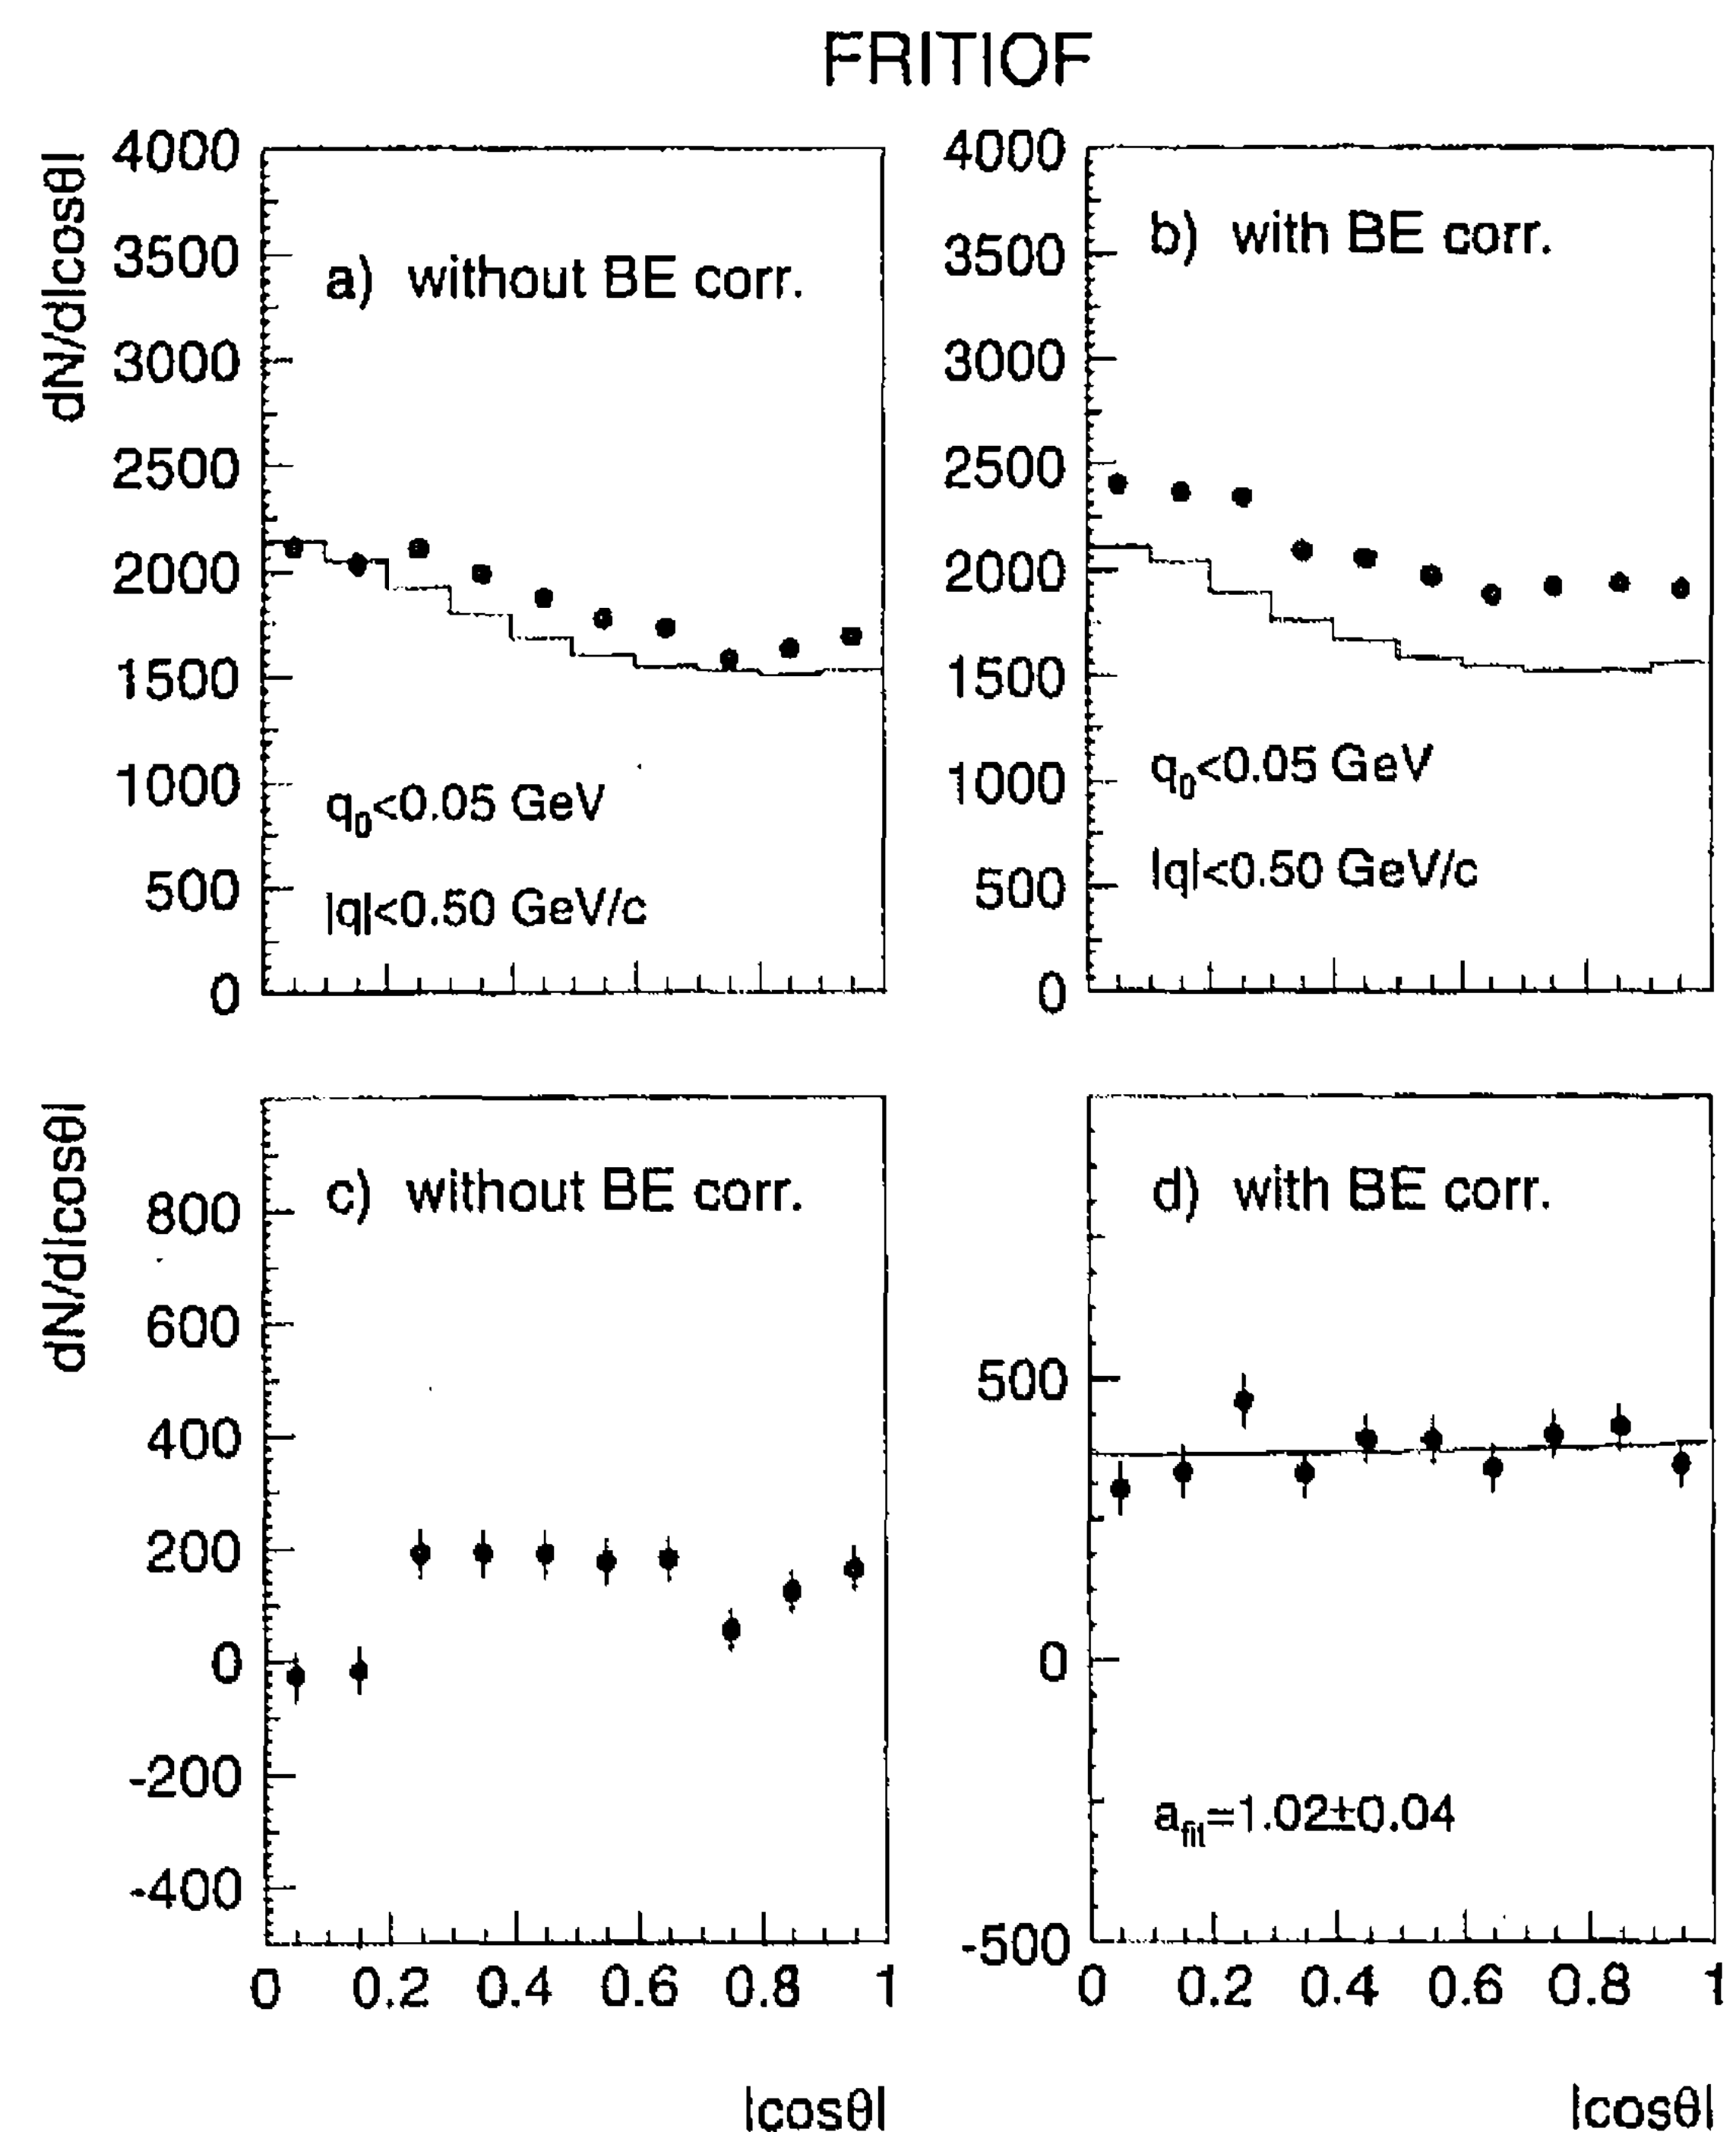 FRITIOF
dN/d|cosθ|
4000
3500
3000
2500
2000
1500
1000
500
0
a) without BE corr.
q0<0.05 GeV
|q|<0.50 GeV/c
4000
3500
3000
2500
2000
1500
1000
500
0
b) with BE corr.
q0<0.05 GeV
|q|<0.50 GeV/c
dN/d|cosθ|
800
600
400
200
0
-200
-400
c) without BE corr.
0 0.2 0.4 0.6 0.8 1
|cosθ|
500
0
-500
d) with BE corr.
afit=1.02±0.04
0 0.2 0.4 0.6 0.8 1
|cosθ|